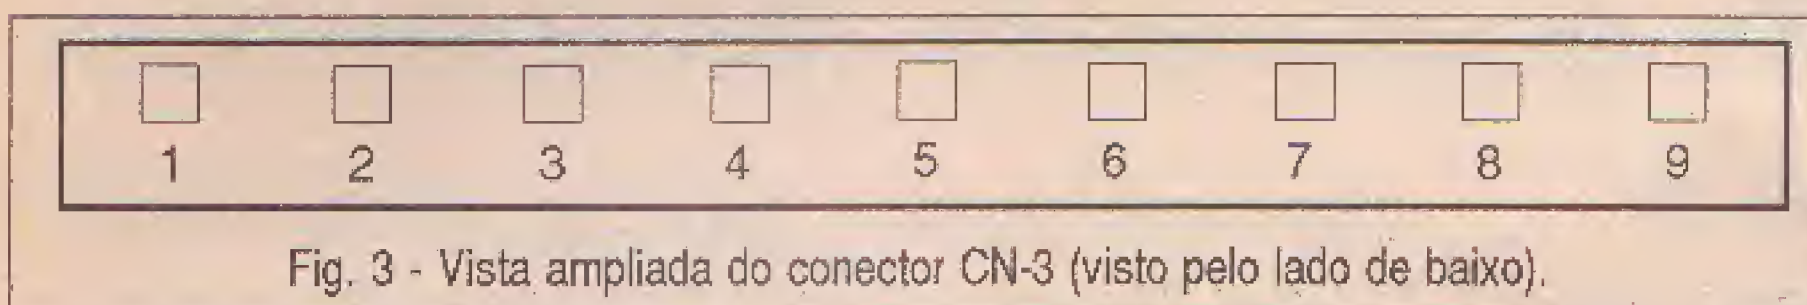 1 2 3 4 5 6 7 8 9
Fig. 3 - Vista ampliada do conector CN-3 (visto pelo lado de baixo).